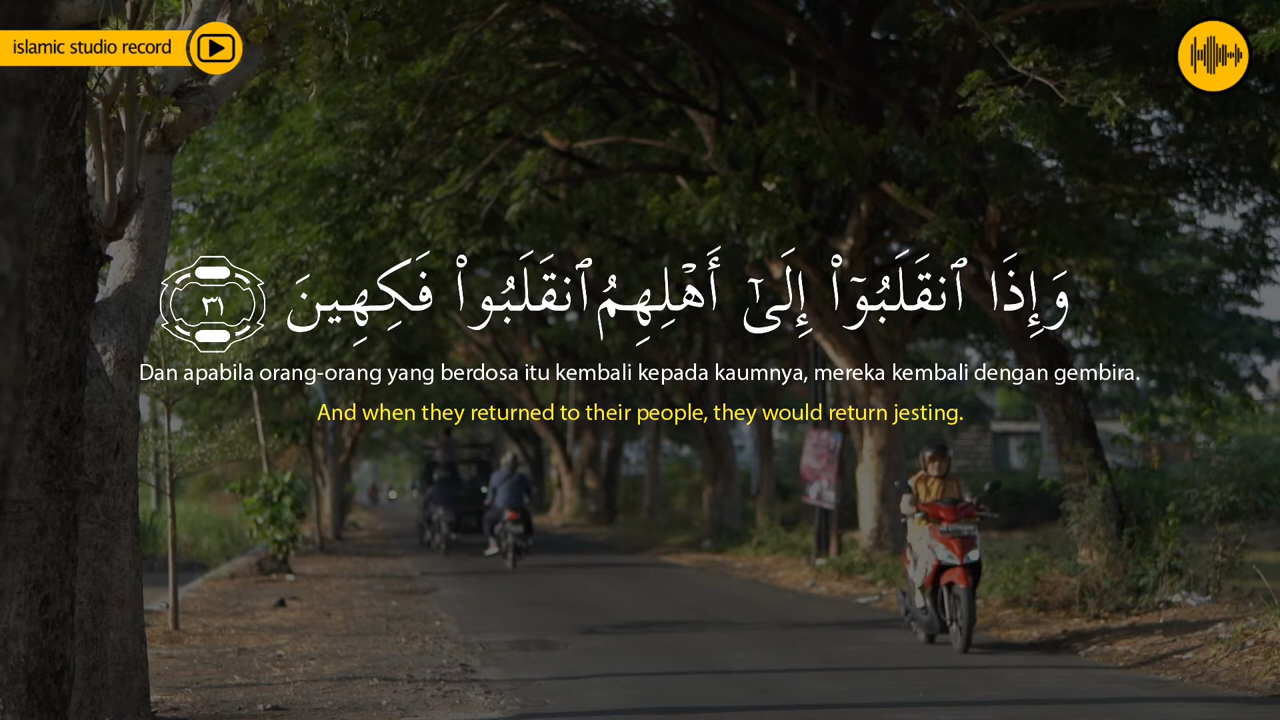 islamic studio record
وَإِذَا ٱنقَلَبُوٓا۟ إِلَىٰٓ أَهْلِهِمُ ٱنقَلَبُوا۟ فَكِهِينَ ٣١
Dan apabila orang-orang yang berdosa itu kembali kepada kaumnya, mereka kembali dengan gembira.
And when they returned to their people, they would return jesting.